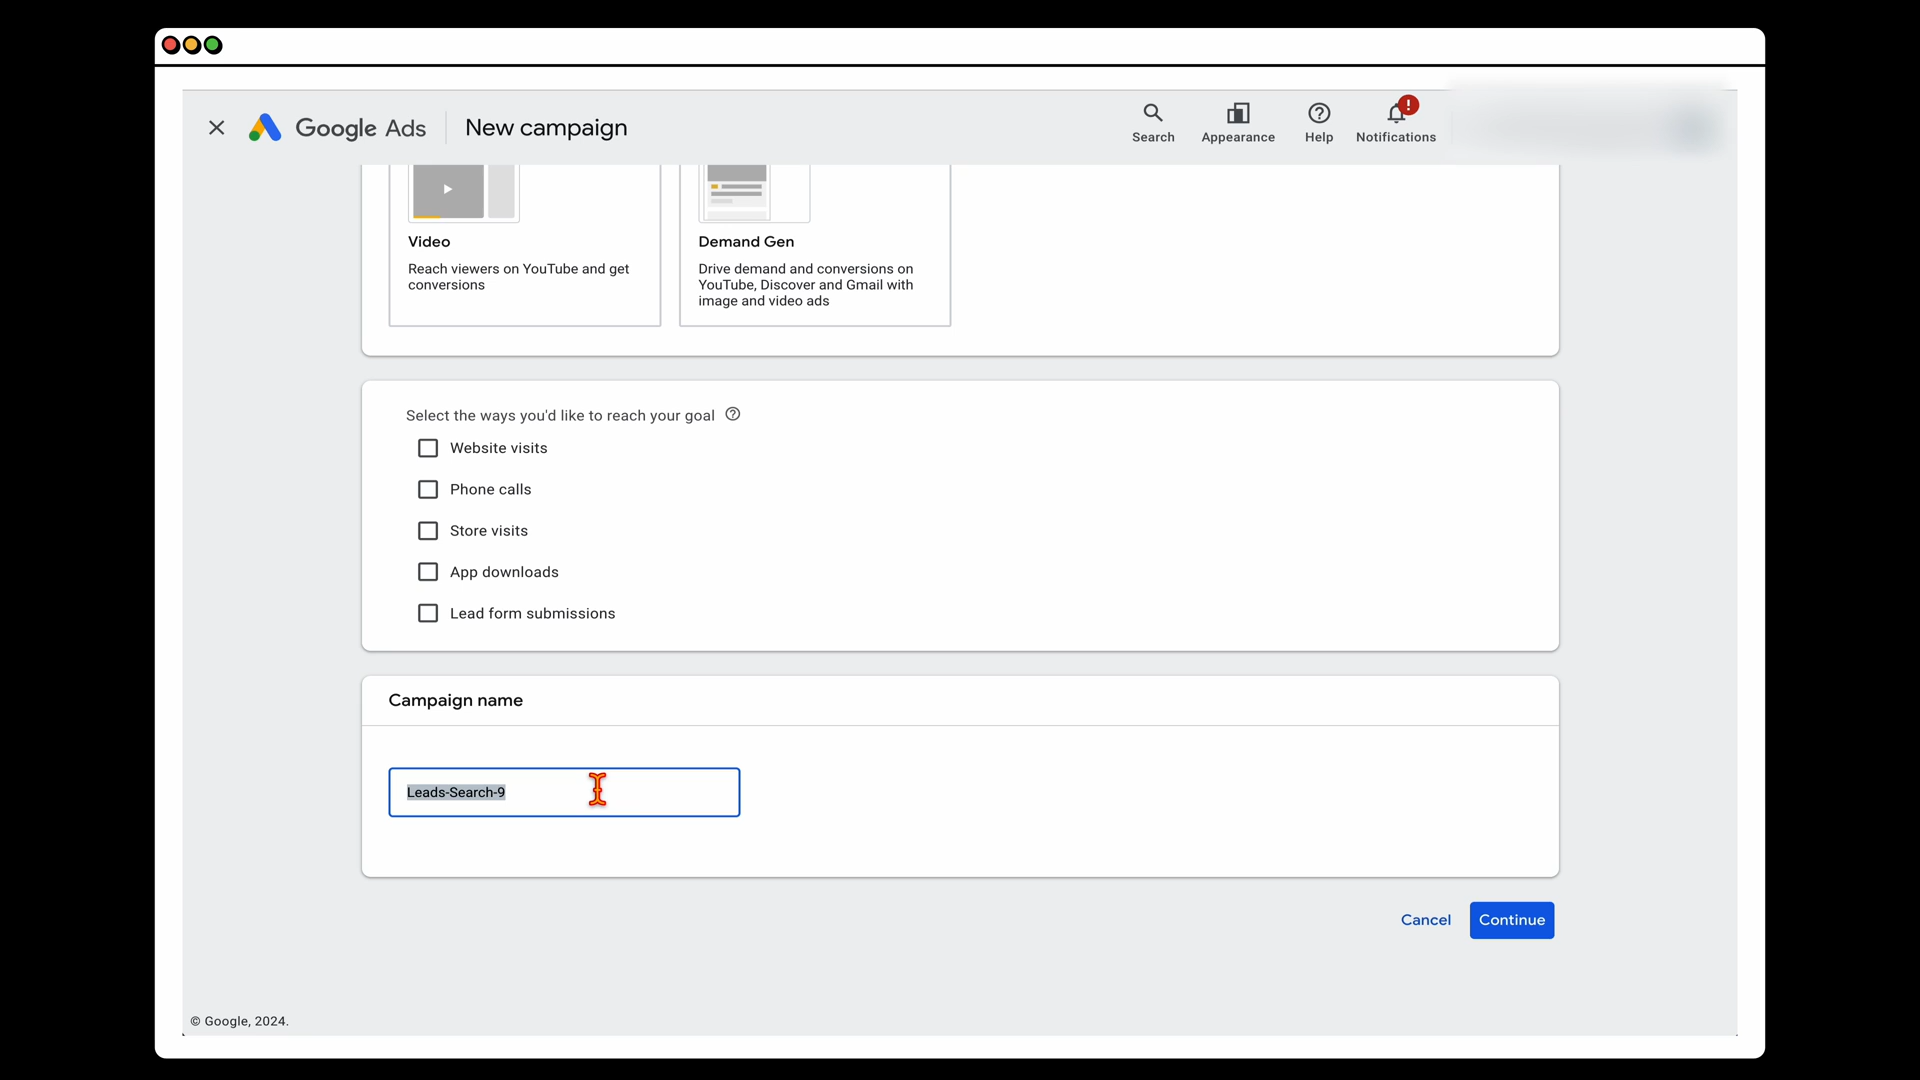 Google Ads
New campaign
Search
Appearance
Help
!
Notifications
Video
Reach viewers on YouTube and get
conversions
Demand Gen
Drive demand and conversions on
YouTube, Discover and Gmail with
image and video ads
Select the ways you'd like to reach your goal
Website visits
Phone calls
Store visits
App downloads
Lead form submissions
Campaign name
Leads-Search-9
Cancel
Continue
© Google, 2024.